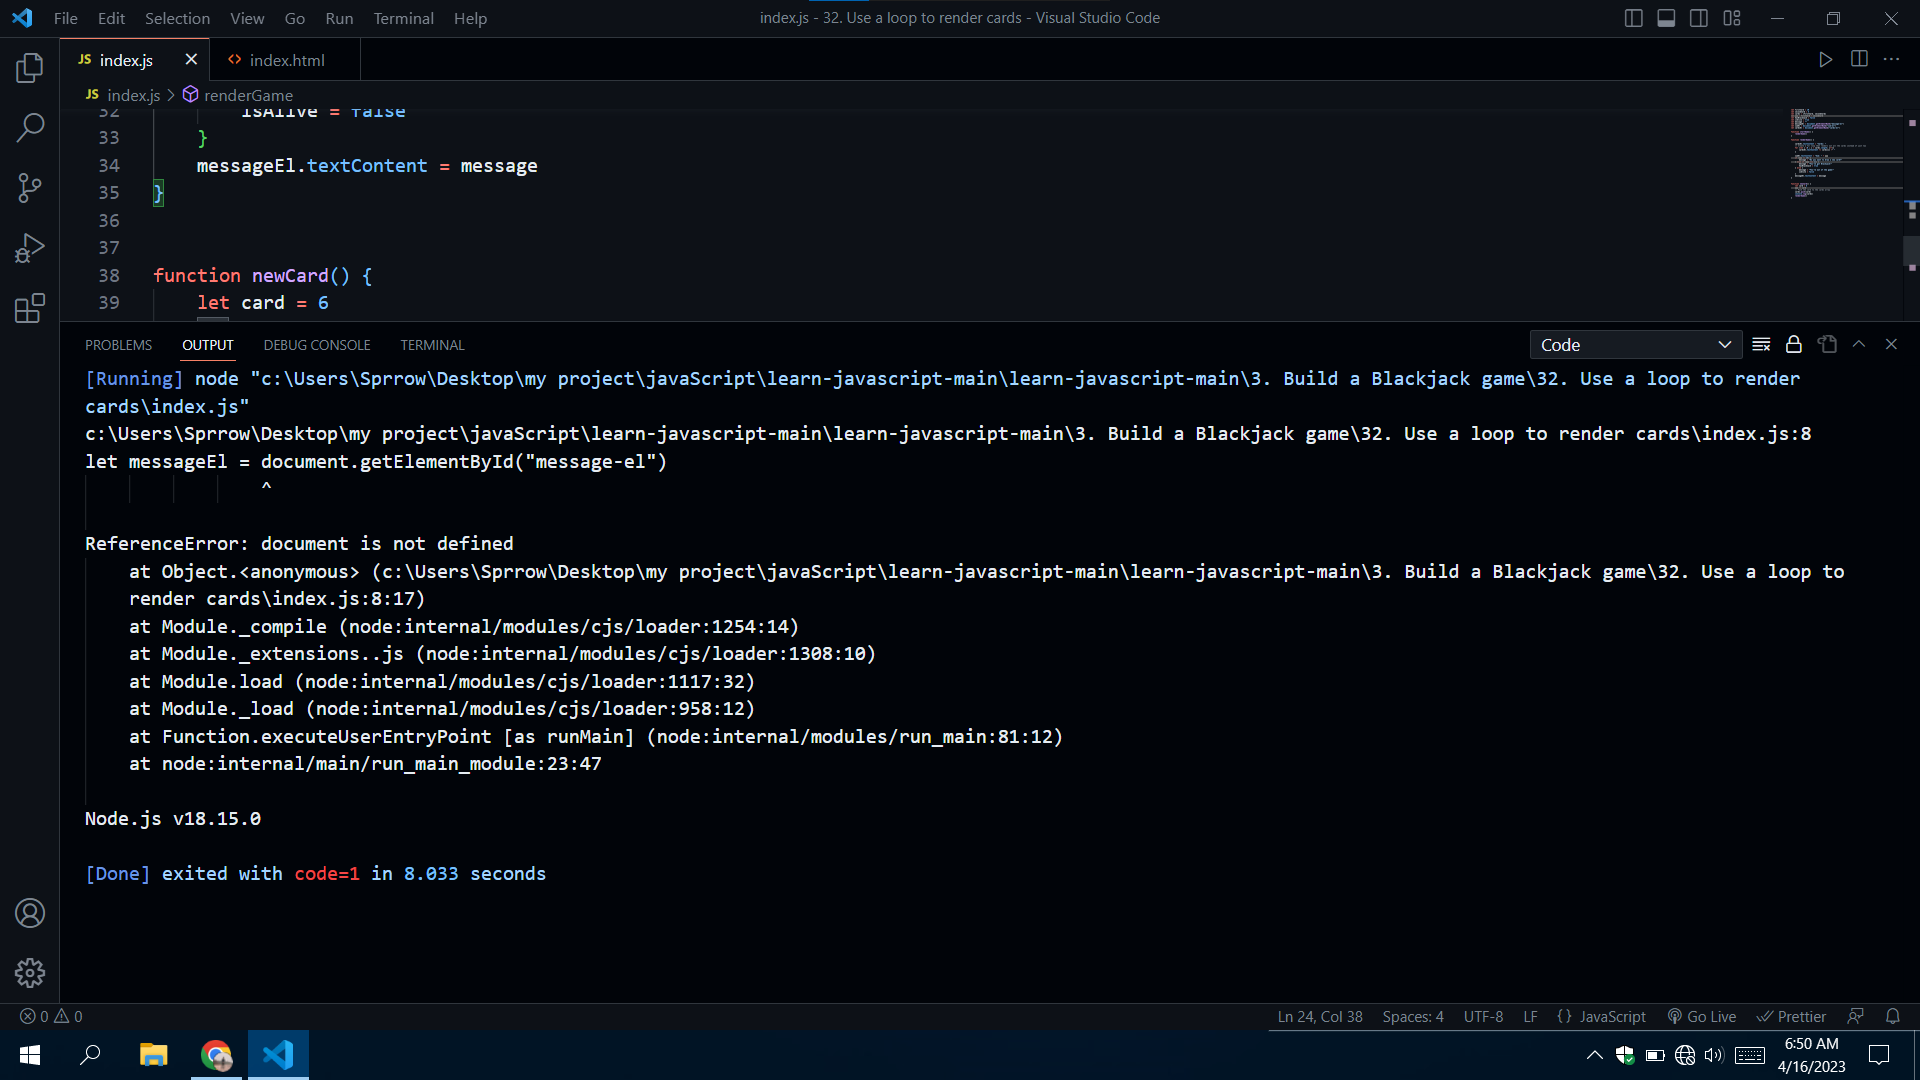 File Edit Selection View Go Run Terminal Help
index.js - 32. Use a loop to render cards - Visual Studio Code
JS index.js
<> index.html
JS index.js > renderGame
32 isAlive = false
33 }
34 messageEl.textContent = message
35 }
36
37
38 function newCard() {
39 let card = 6
PROBLEMS OUTPUT DEBUG CONSOLE TERMINAL
Code
[Running] node "c:\Users\Sprrow\Desktop\my project\javaScript\learn-javascript-main\learn-javascript-main\3. Build a Blackjack game\32. Use a loop to render
cards\index.js"
c:\Users\Sprrow\Desktop\my project\javaScript\learn-javascript-main\learn-javascript-main\3. Build a Blackjack game\32. Use a loop to render cards\index.js:8
let messageEl = document.getElementById("message-el")
^
ReferenceError: document is not defined
at Object.<anonymous> (c:\Users\Sprrow\Desktop\my project\javaScript\learn-javascript-main\learn-javascript-main\3. Build a Blackjack game\32. Use a loop to
render cards\index.js:8:17)
at Module._compile (node:internal/modules/cjs/loader:1254:14)
at Module._extensions..js (node:internal/modules/cjs/loader:1308:10)
at Module.load (node:internal/modules/cjs/loader:1117:32)
at Module._load (node:internal/modules/cjs/loader:958:12)
at Function.executeUserEntryPoint [as runMain] (node:internal/modules/run_main:81:12)
at node:internal/main/run_main_module:23:47
Node.js v18.15.0
[Done] exited with code=1 in 8.033 seconds
0 0
Ln 24, Col 38 Spaces: 4 UTF-8 LF {} JavaScript Go Live Prettier
6:50 AM
4/16/2023